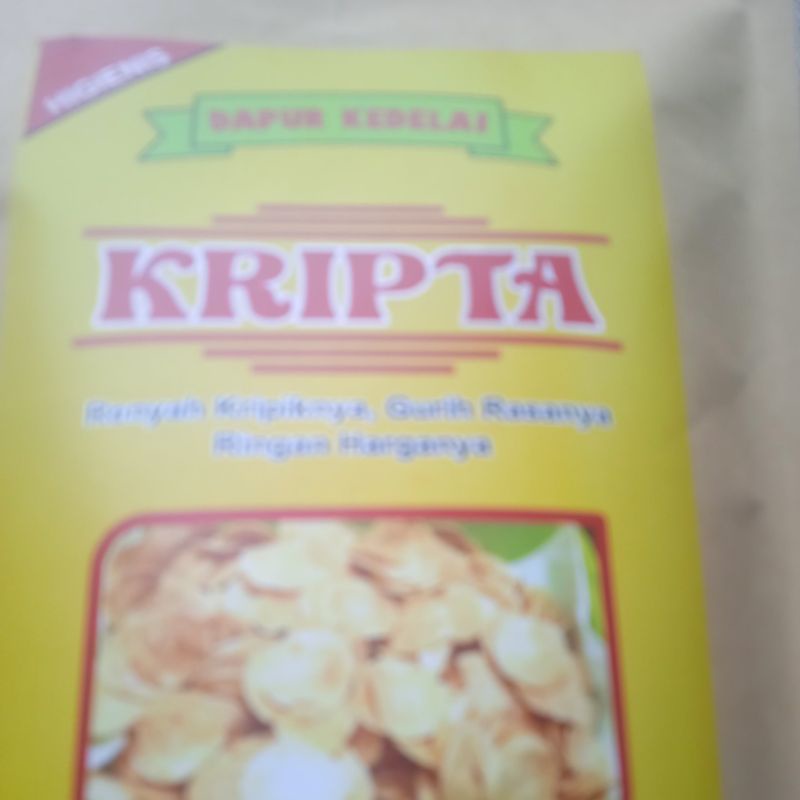 HIGIENIS
DAPUR KEDELAI
KRIPTA
Renyah Kripiknya, Gurih Rasanya
Ringan Harganya